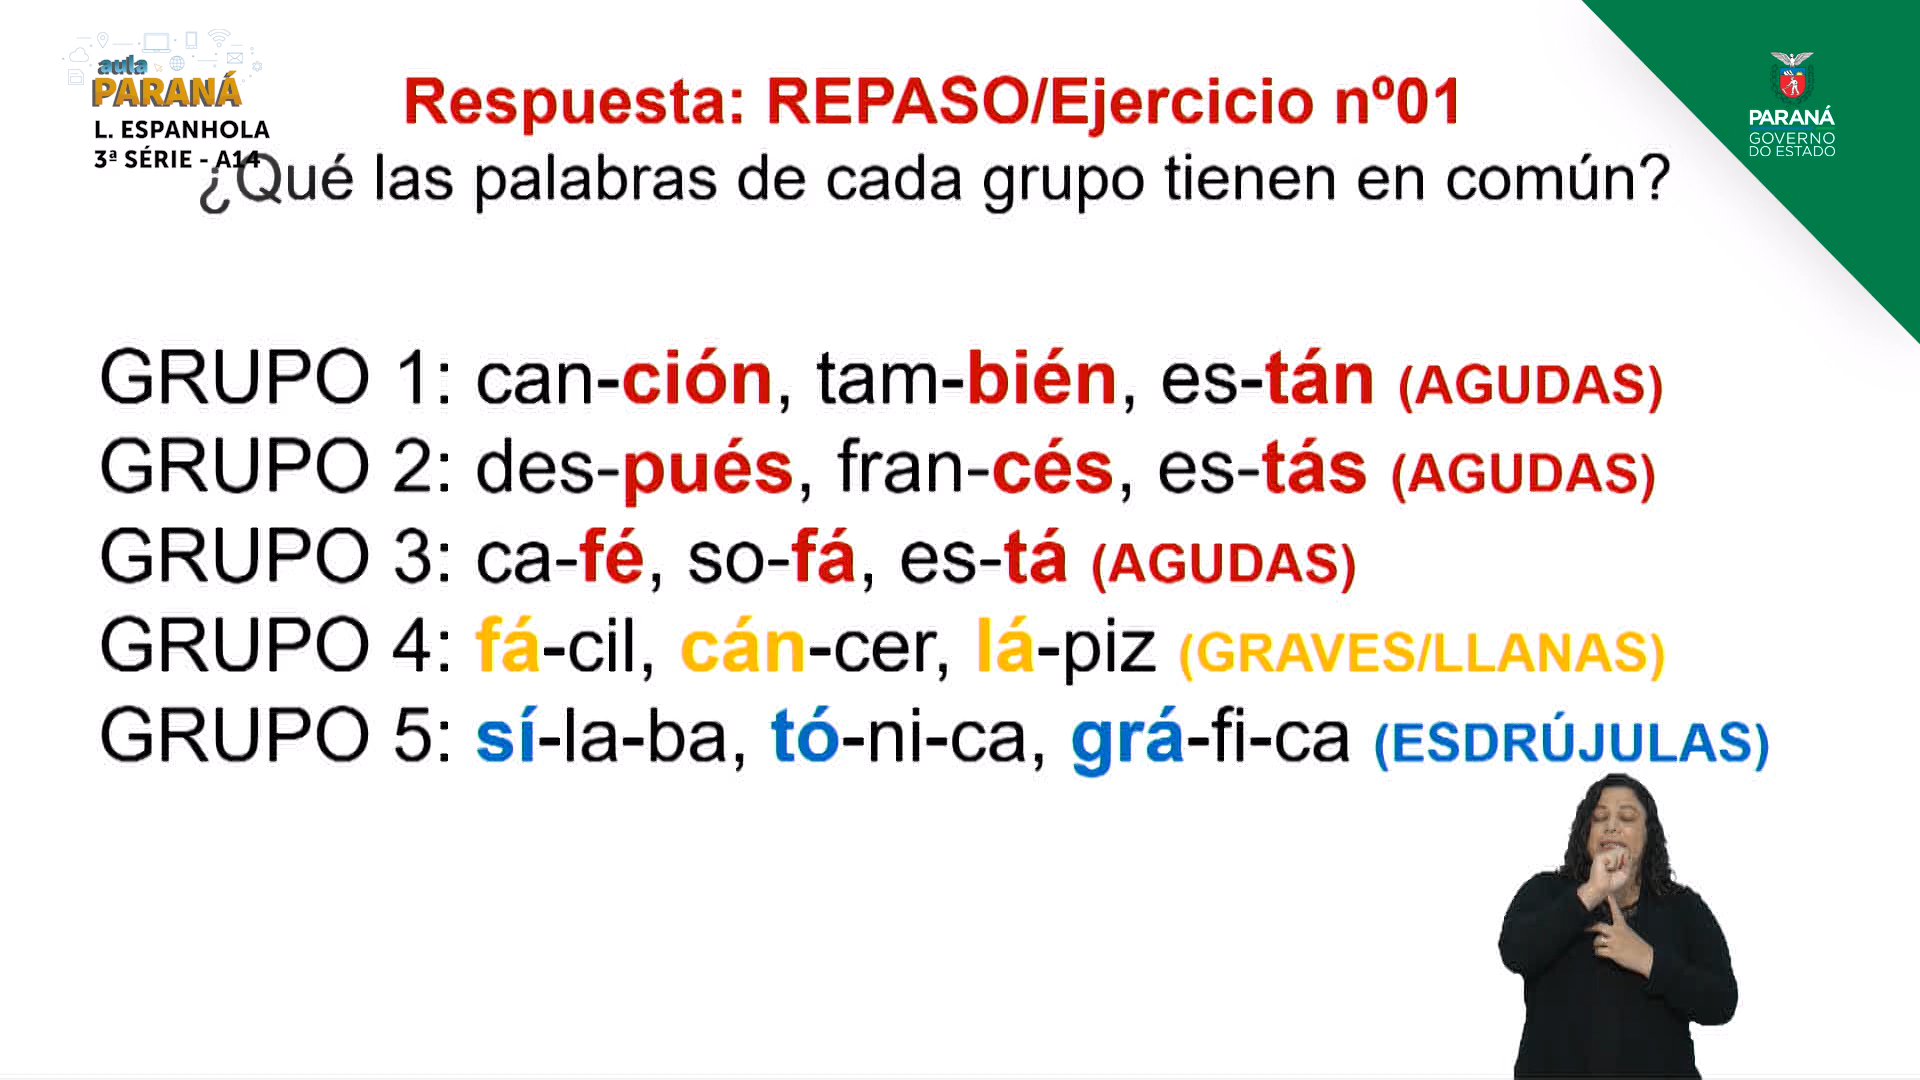 aula
PARANÁ
L. ESPANHOLA
3ª SÉRIE - A14
Respuesta: REPASO/Ejercicio nº01
¿Qué las palabras de cada grupo tienen en común?
PARANÁ
GOVERNO
DO ESTADO
GRUPO 1: can-ción, tam-bién, es-tán (AGUDAS)
GRUPO 2: des-pués, fran-cés, es-tás (AGUDAS)
GRUPO 3: ca-fé, so-fá, es-tá (AGUDAS)
GRUPO 4: fá-cil, cán-cer, lá-piz (GRAVES/LLANAS)
GRUPO 5: sí-la-ba, tó-ni-ca, grá-fi-ca (ESDRÚJULAS)